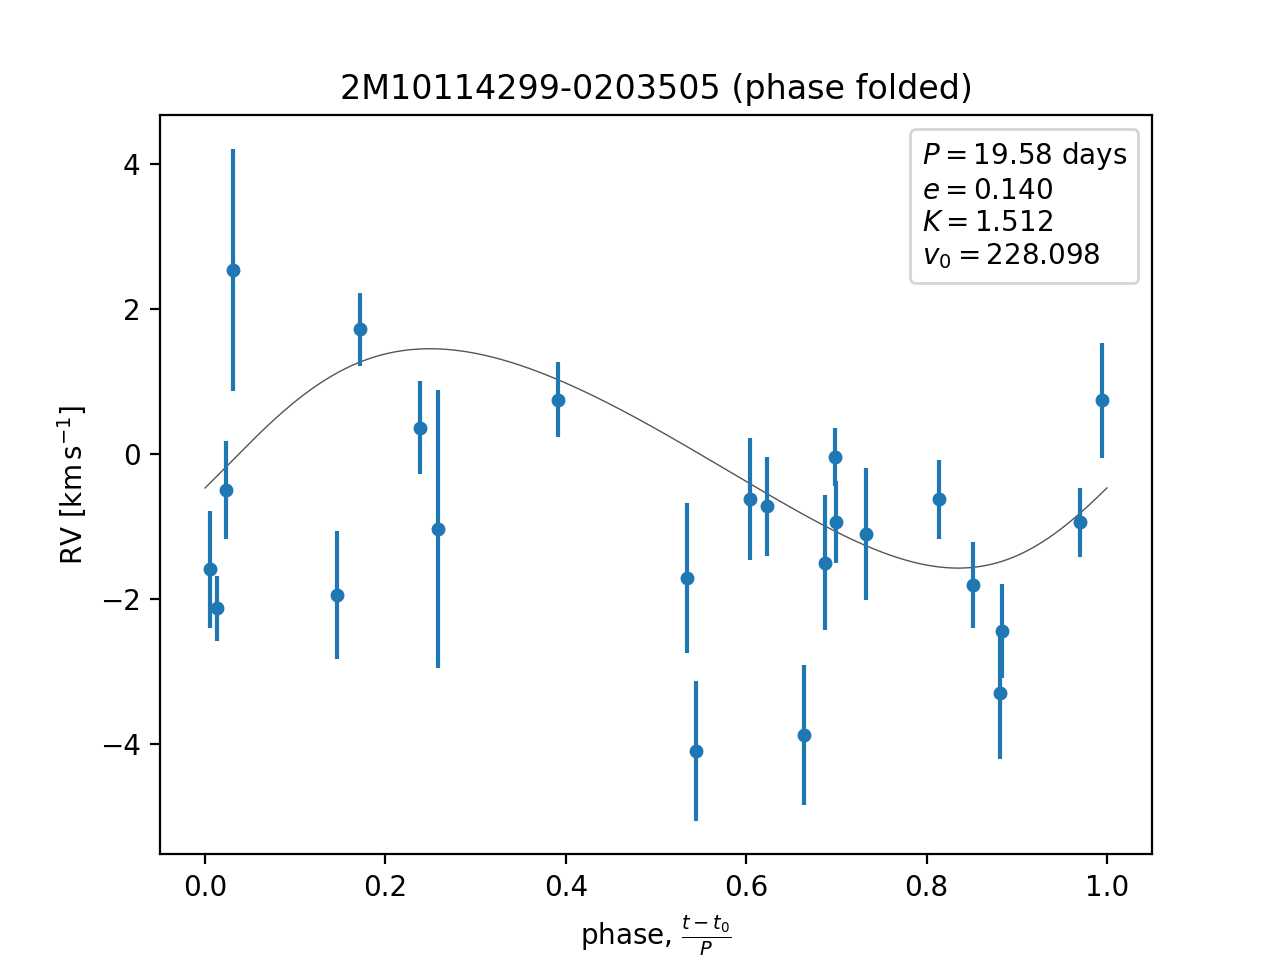 2M10114299-0203505 (phase folded)
P = 19.58 days
e = 0.140
K = 1.512
v₀ = 228.098
4
2
0
−2
−4
RV [km s⁻¹]
0.0 0.2 0.4 0.6 0.8 1.0
phase, (t − t₀)/P